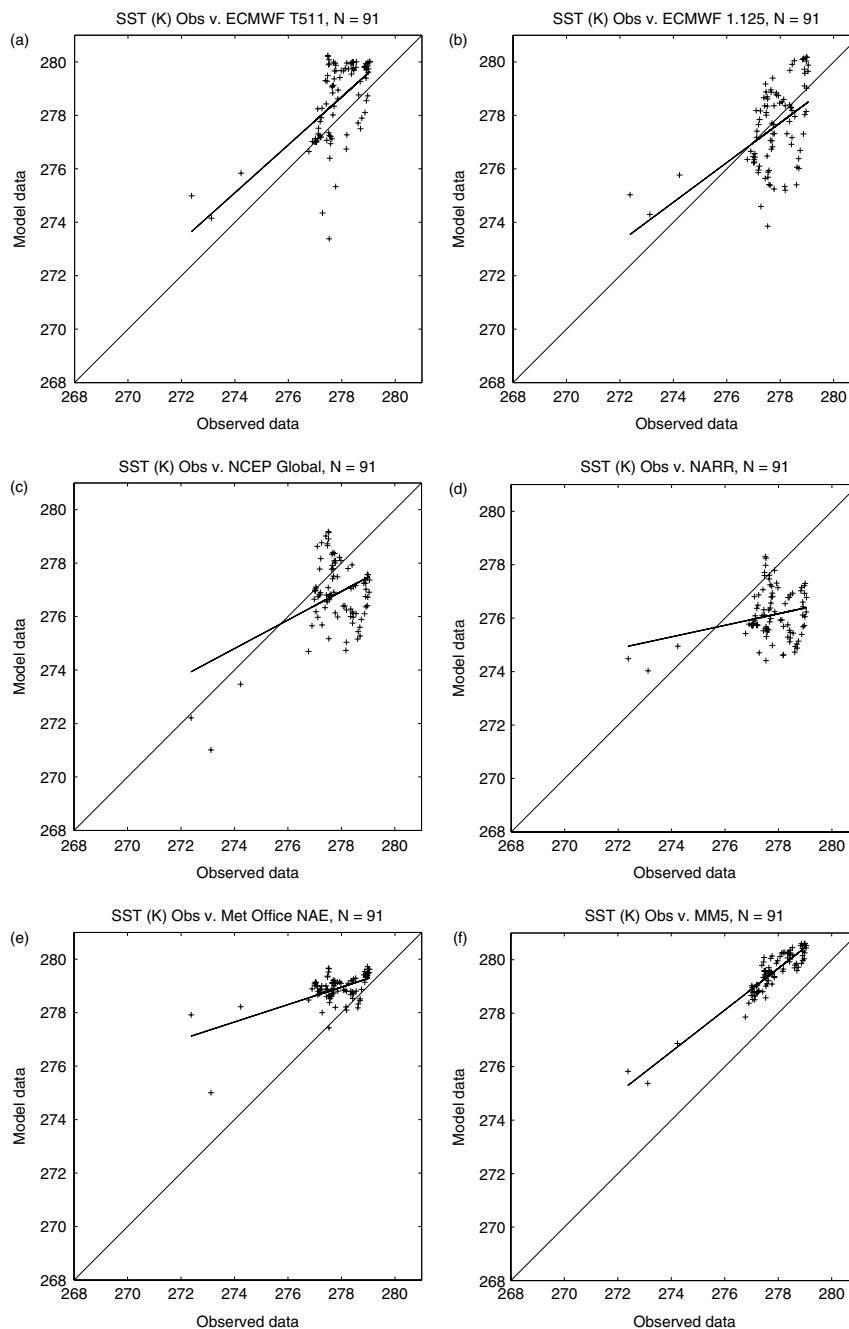 (a)
SST (K) Obs v. ECMWF T511, N = 91
280
278
276
274
272
270
268
Model data
268 270 272 274 276 278 280
Observed data
(b)
SST (K) Obs v. ECMWF 1.125, N = 91
280
278
276
274
272
270
268
Model data
268 270 272 274 276 278 280
Observed data
(c)
SST (K) Obs v. NCEP Global, N = 91
280
278
276
274
272
270
268
Model data
268 270 272 274 276 278 280
Observed data
(d)
SST (K) Obs v. NARR, N = 91
280
278
276
274
272
270
268
Model data
268 270 272 274 276 278 280
Observed data
(e)
SST (K) Obs v. Met Office NAE, N = 91
280
278
276
274
272
270
268
Model data
268 270 272 274 276 278 280
Observed data
(f)
SST (K) Obs v. MM5, N = 91
280
278
276
274
272
270
268
Model data
268 270 272 274 276 278 280
Observed data